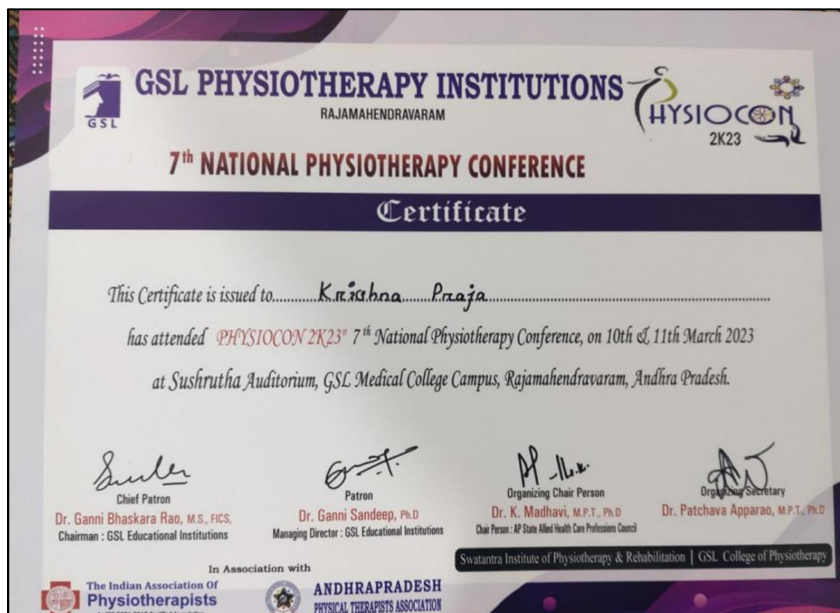 GSL PHYSIOTHERAPY INSTITUTIONS
RAJAMAHENDRAVARAM
GSL
PHYSIOCON
2K23
7th NATIONAL PHYSIOTHERAPY CONFERENCE
Certificate
This Certificate is issued to..........Krishna......Praja..........
has attended PHYSIOCON 2K23" 7th National Physiotherapy Conference, on 10th & 11th March 2023
at Sushrutha Auditorium, GSL Medical College Campus, Rajamahendravaram, Andhra Pradesh.
Chief Patron
Dr. Ganni Bhaskara Rao, M.S., FICS,
Chairman : GSL Educational Institutions
Patron
Dr. Ganni Sandeep, Ph.D
Managing Director : GSL Educational Institutions
Organizing Chair Person
Dr. K. Madhavi, M.P.T., Ph.D
Chair Person : AP State Allied Health Care Professions Council
Organizing Secretary
Dr. Patchava Apparao, M.P.T., Ph.D
Swatantra Institute of Physiotherapy & Rehabilitation | GSL College of Physiotherapy
In Association with
The Indian Association Of
Physiotherapists
ANDHRAPRADESH
PHYSICAL THERAPISTS ASSOCIATION